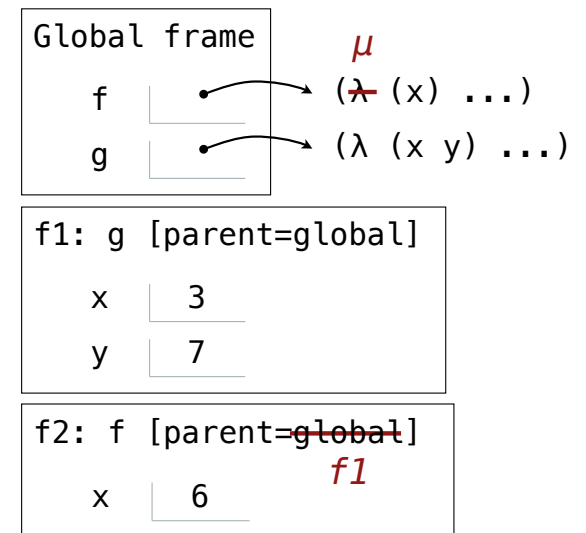 Global frame
μ
f (λ (x) ...)
g (λ (x y) ...)
f1: g [parent=global]
x 3
y 7
f2: f [parent=global]
f1
x 6